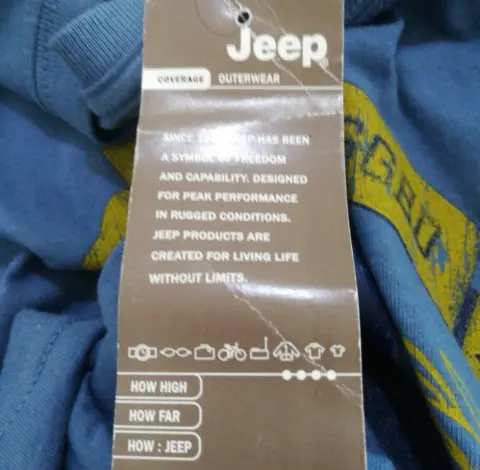 Jeep
COVERAGE OUTERWEAR
SINCE JEEP HAS BEEN
A SYMBOL OF FREEDOM
AND CAPABILITY. DESIGNED
FOR PEAK PERFORMANCE
IN RUGGED CONDITIONS.
JEEP PRODUCTS ARE
CREATED FOR LIVING LIFE
WITHOUT LIMITS.
HOW HIGH
HOW FAR
HOW : JEEP